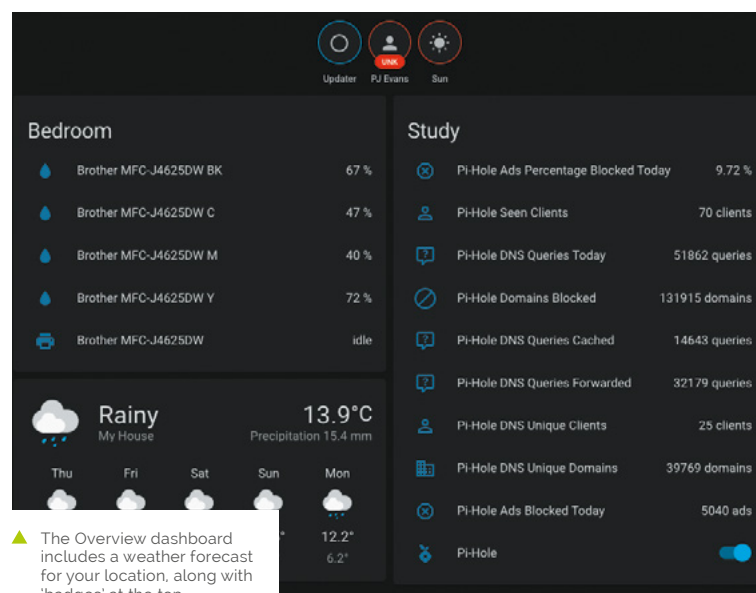 UNK
Updater PJ Evans Sun
Bedroom
Brother MFC-J4625DW BK 67 %
Brother MFC-J4625DW C 47 %
Brother MFC-J4625DW M 40 %
Brother MFC-J4625DW Y 72 %
Brother MFC-J4625DW idle
Rainy 13.9°C
My House Precipitation 15.4 mm
Thu Fri Sat Sun Mon
12.2°
6.2°
Study
Pi-Hole Ads Percentage Blocked Today 9.72 %
Pi-Hole Seen Clients 70 clients
Pi-Hole DNS Queries Today 51862 queries
Pi-Hole Domains Blocked 131915 domains
Pi-Hole DNS Queries Cached 14643 queries
Pi-Hole DNS Queries Forwarded 32179 queries
Pi-Hole DNS Unique Clients 25 clients
Pi-Hole DNS Unique Domains 39769 domains
Pi-Hole Ads Blocked Today 5040 ads
Pi-Hole
The Overview dashboard
includes a weather forecast
for your location, along with
'badges' at the top